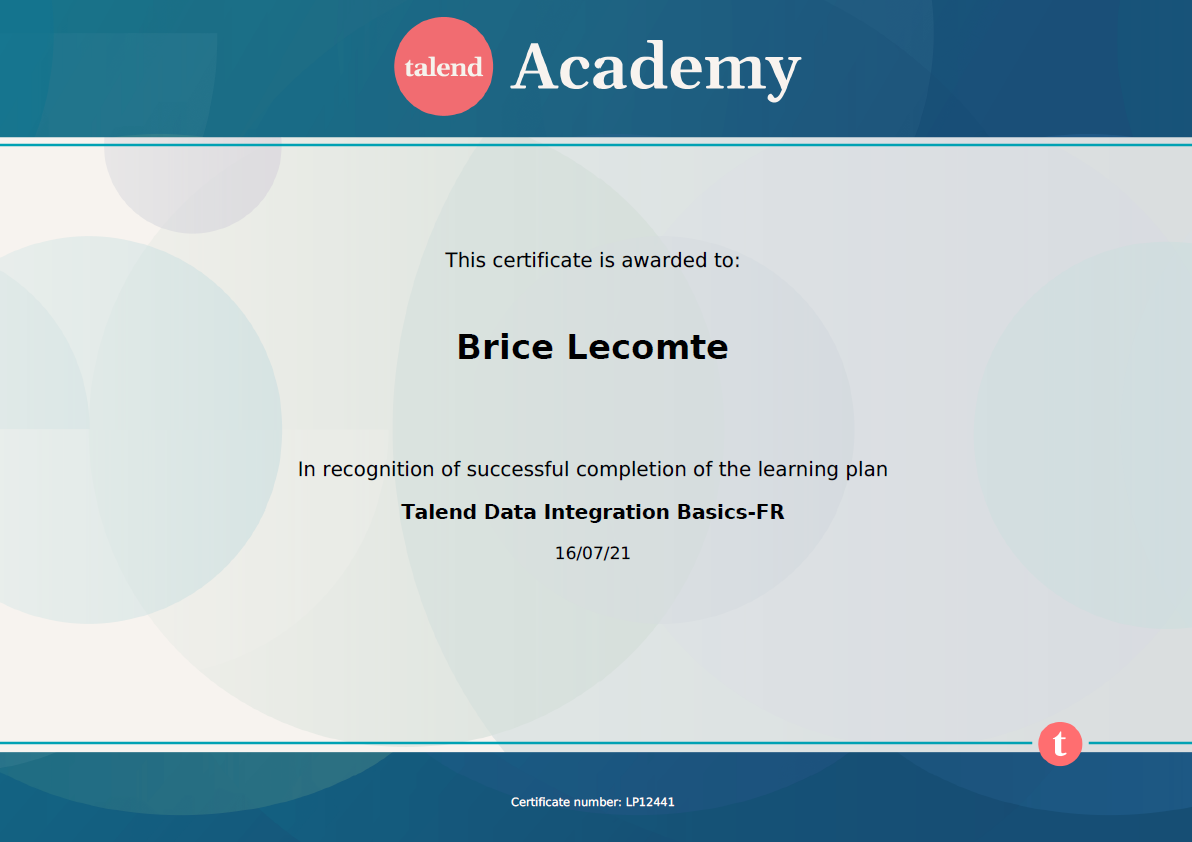 talend Academy
This certificate is awarded to:
Brice Lecomte
In recognition of successful completion of the learning plan
Talend Data Integration Basics-FR
16/07/21
t
Certificate number: LP12441